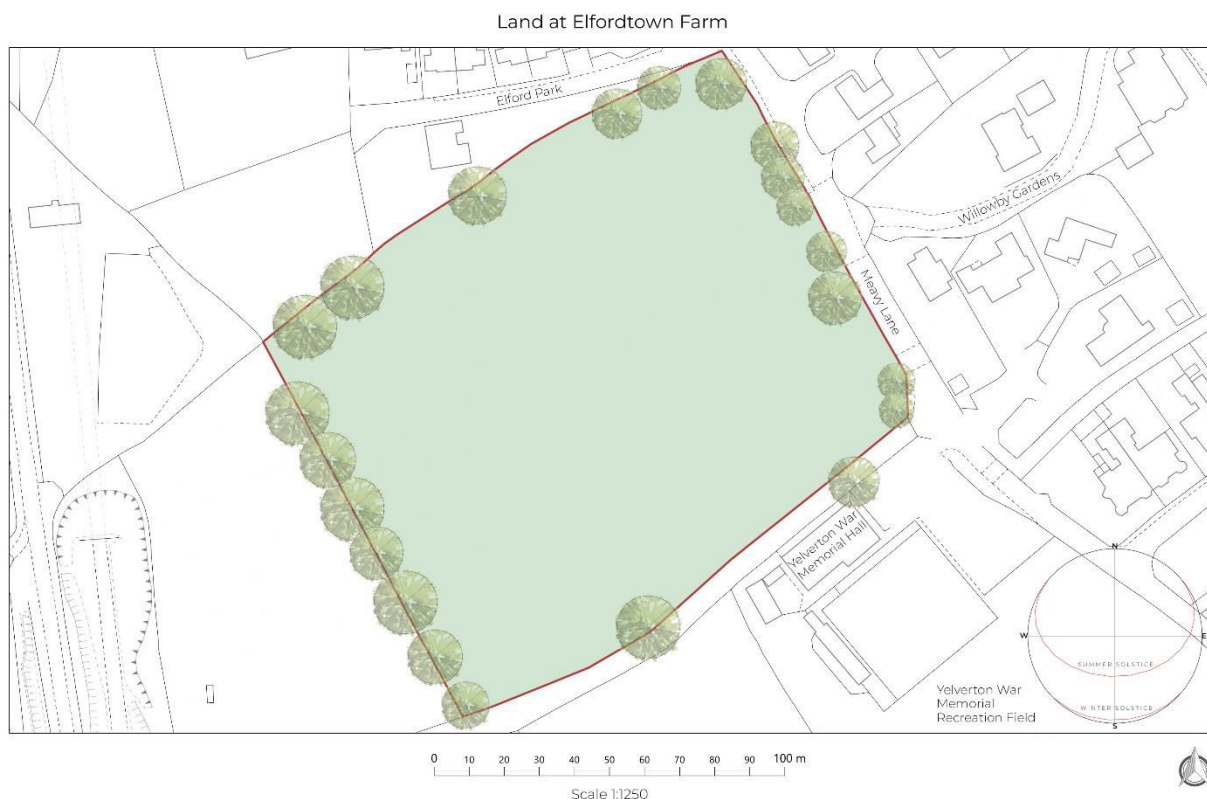 Land at Elfordtown Farm
Elford Park
Willowby Gardens
Meavy Lane
Yelverton War
Memorial Hall
N
W
E
SUMMER SOLSTICE
WINTER SOLSTICE
S
Yelverton War
Memorial
Recreation Field
0 10 20 30 40 50 60 70 80 90 100 m
Scale 1:1250